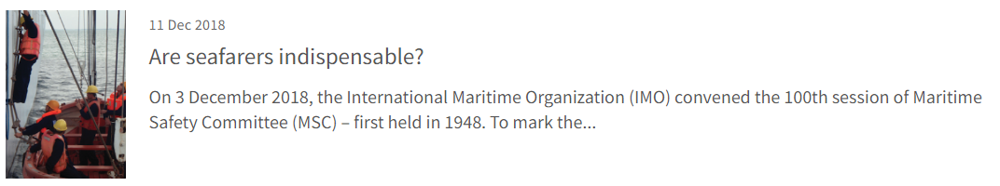 11 Dec 2018
Are seafarers indispensable?
On 3 December 2018, the International Maritime Organization (IMO) convened the 100th session of Maritime
Safety Committee (MSC) – first held in 1948. To mark the...